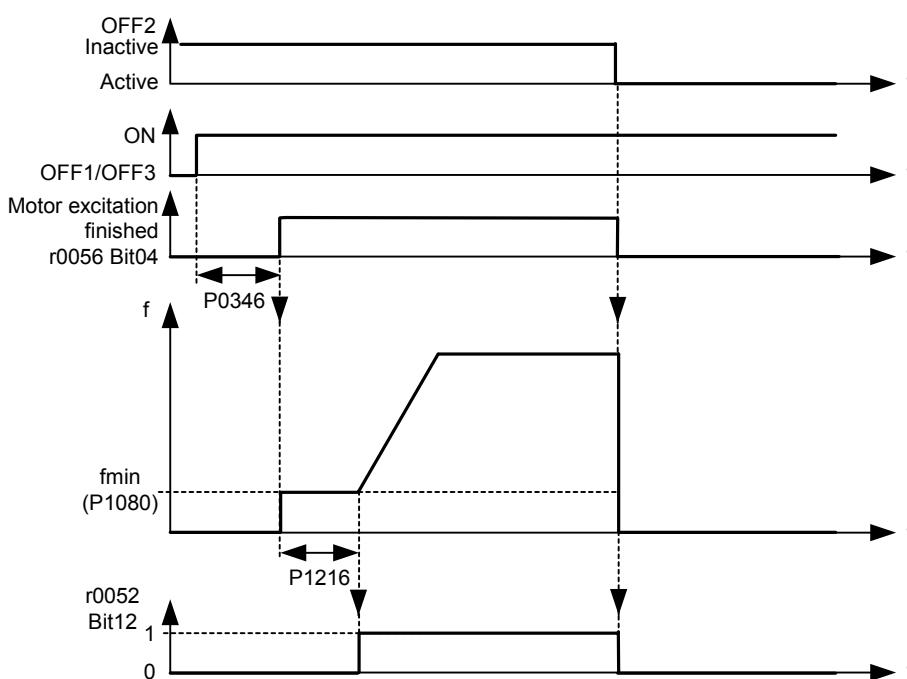 OFF2
Inactive
Active
ON
OFF1/OFF3
Motor excitation
finished
r0056 Bit04
P0346
f
fmin
(P1080)
P1216
r0052
Bit12
1
0